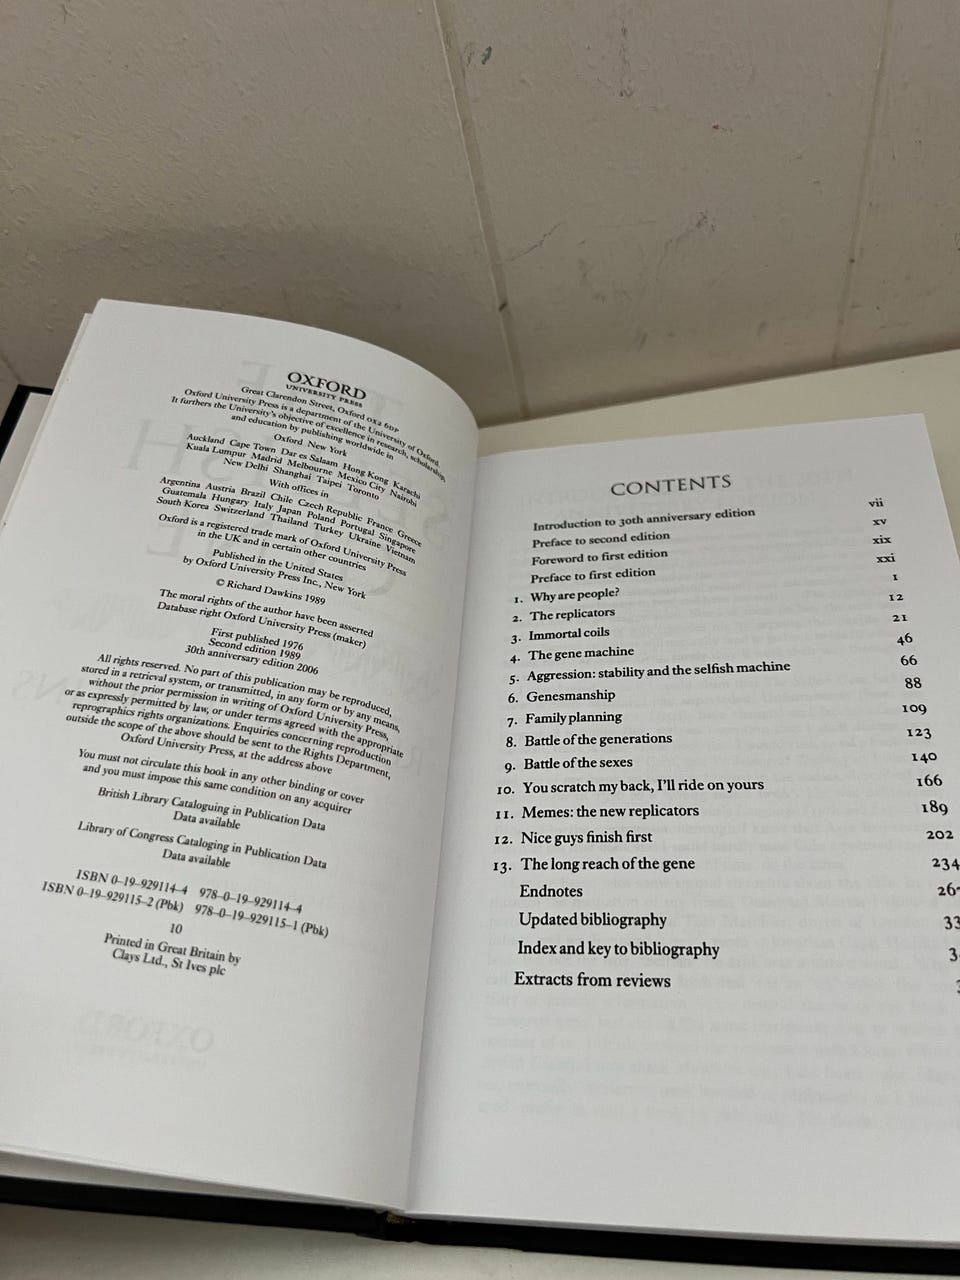 OXFORD
UNIVERSITY PRESS
Great Clarendon Street, Oxford OX2 6DP
Oxford University Press is a department of the University of Oxford.
It furthers the University's objective of excellence in research, scholarship,
and education by publishing worldwide in
Oxford New York
Auckland Cape Town Dar es Salaam Hong Kong Karachi
Kuala Lumpur Madrid Melbourne Mexico City Nairobi
New Delhi Shanghai Taipei Toronto
With offices in
Argentina Austria Brazil Chile Czech Republic France Greece
Guatemala Hungary Italy Japan Poland Portugal Singapore
South Korea Switzerland Thailand Turkey Ukraine Vietnam
Oxford is a registered trade mark of Oxford University Press
in the UK and in certain other countries
Published in the United States
by Oxford University Press Inc., New York
© Richard Dawkins 1989
The moral rights of the author have been asserted
Database right Oxford University Press (maker)
First published 1976
Second edition 1989
30th anniversary edition 2006
All rights reserved. No part of this publication may be reproduced,
stored in a retrieval system, or transmitted, in any form or by any means,
without the prior permission in writing of Oxford University Press,
or as expressly permitted by law, or under terms agreed with the appropriate
reprographics rights organizations. Enquiries concerning reproduction
outside the scope of the above should be sent to the Rights Department,
Oxford University Press, at the address above
You must not circulate this book in any other binding or cover
and you must impose this same condition on any acquirer
British Library Cataloguing in Publication Data
Data available
Library of Congress Cataloging in Publication Data
Data available
ISBN 0–19–929114–4 978–0–19–929114–4
ISBN 0–19–929115–2 (Pbk) 978–0–19–929115–1 (Pbk)
10
Printed in Great Britain by
Clays Ltd., St Ives plc
CONTENTS
Introduction to 30th anniversary edition vii
Preface to second edition xv
Foreword to first edition xix
Preface to first edition xxi
1. Why are people? 1
2. The replicators 12
3. Immortal coils 21
4. The gene machine 46
5. Aggression: stability and the selfish machine 66
6. Genesmanship 88
7. Family planning 109
8. Battle of the generations 123
9. Battle of the sexes 140
10. You scratch my back, I'll ride on yours 166
11. Memes: the new replicators 189
12. Nice guys finish first 202
13. The long reach of the gene 234
Endnotes
Updated bibliography
Index and key to bibliography
Extracts from reviews